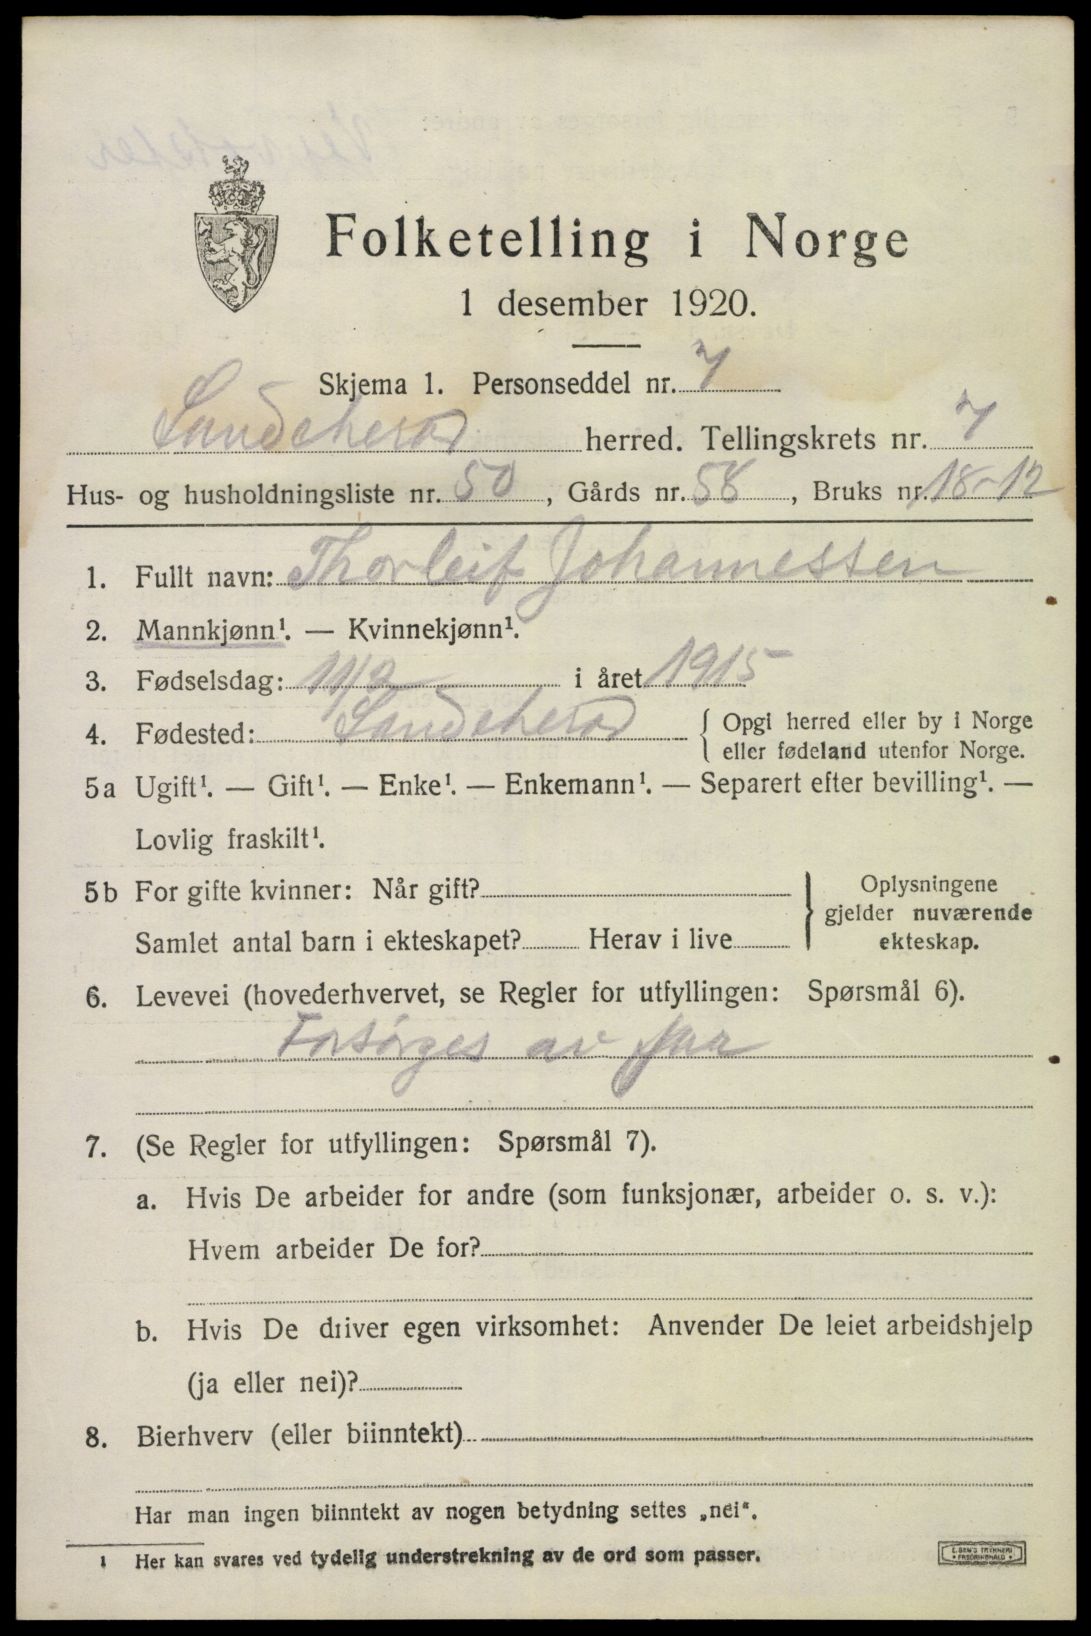 Folketelling i Norge
1 desember 1920.
Skjema 1. Personseddel nr. 7
Sandeherad herred. Tellingskrets nr. 7
Hus- og husholdningsliste nr. 50, Gårds nr. 58, Bruks nr. 18-12
1. Fullt navn: Thorleif Johannessen
2. Mannkjønn¹. — Kvinnekjønn¹.
3. Fødselsdag: 11/2 i året 1915
4. Fødested: Sandeherad { Opgi herred eller by i Norge
eller fødeland utenfor Norge.
5a Ugift¹. — Gift¹. — Enke¹. — Enkemann¹. — Separert efter bevilling¹. —
Lovlig fraskilt¹.
5b For gifte kvinner: Når gift? } Oplysningene
gjelder nuværende
Samlet antal barn i ekteskapet? Herav i live ekteskap.
6. Levevei (hovederhvervet, se Regler for utfyllingen: Spørsmål 6).
Forsørges av far
7. (Se Regler for utfyllingen: Spørsmål 7).
a. Hvis De arbeider for andre (som funksjonær, arbeider o. s. v.):
Hvem arbeider De for?
b. Hvis De driver egen virksomhet: Anvender De leiet arbeidshjelp
(ja eller nei)?
8. Bierhverv (eller biinntekt)
Har man ingen biinntekt av nogen betydning settes „nei".
1 Her kan svares ved tydelig understrekning av de ord som passer.